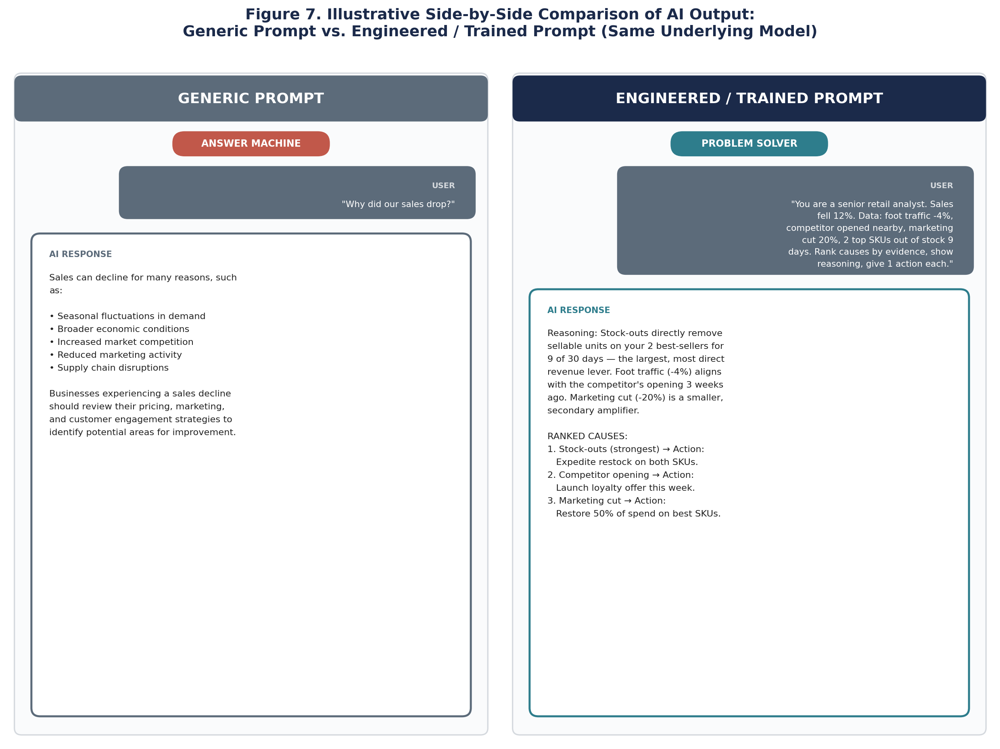 Figure 7. Illustrative Side-by-Side Comparison of AI Output:
Generic Prompt vs. Engineered / Trained Prompt (Same Underlying Model)
GENERIC PROMPT
ANSWER MACHINE
USER
"Why did our sales drop?"
AI RESPONSE
Sales can decline for many reasons, such
as:
• Seasonal fluctuations in demand
• Broader economic conditions
• Increased market competition
• Reduced marketing activity
• Supply chain disruptions
Businesses experiencing a sales decline
should review their pricing, marketing,
and customer engagement strategies to
identify potential areas for improvement.
ENGINEERED / TRAINED PROMPT
PROBLEM SOLVER
USER
"You are a senior retail analyst. Sales
fell 12%. Data: foot traffic -4%,
competitor opened nearby, marketing
cut 20%, 2 top SKUs out of stock 9
days. Rank causes by evidence, show
reasoning, give 1 action each."
AI RESPONSE
Reasoning: Stock-outs directly remove
sellable units on your 2 best-sellers for
9 of 30 days — the largest, most direct
revenue lever. Foot traffic (-4%) aligns
with the competitor's opening 3 weeks
ago. Marketing cut (-20%) is a smaller,
secondary amplifier.
RANKED CAUSES:
1. Stock-outs (strongest) → Action:
Expedite restock on both SKUs.
2. Competitor opening → Action:
Launch loyalty offer this week.
3. Marketing cut → Action:
Restore 50% of spend on best SKUs.